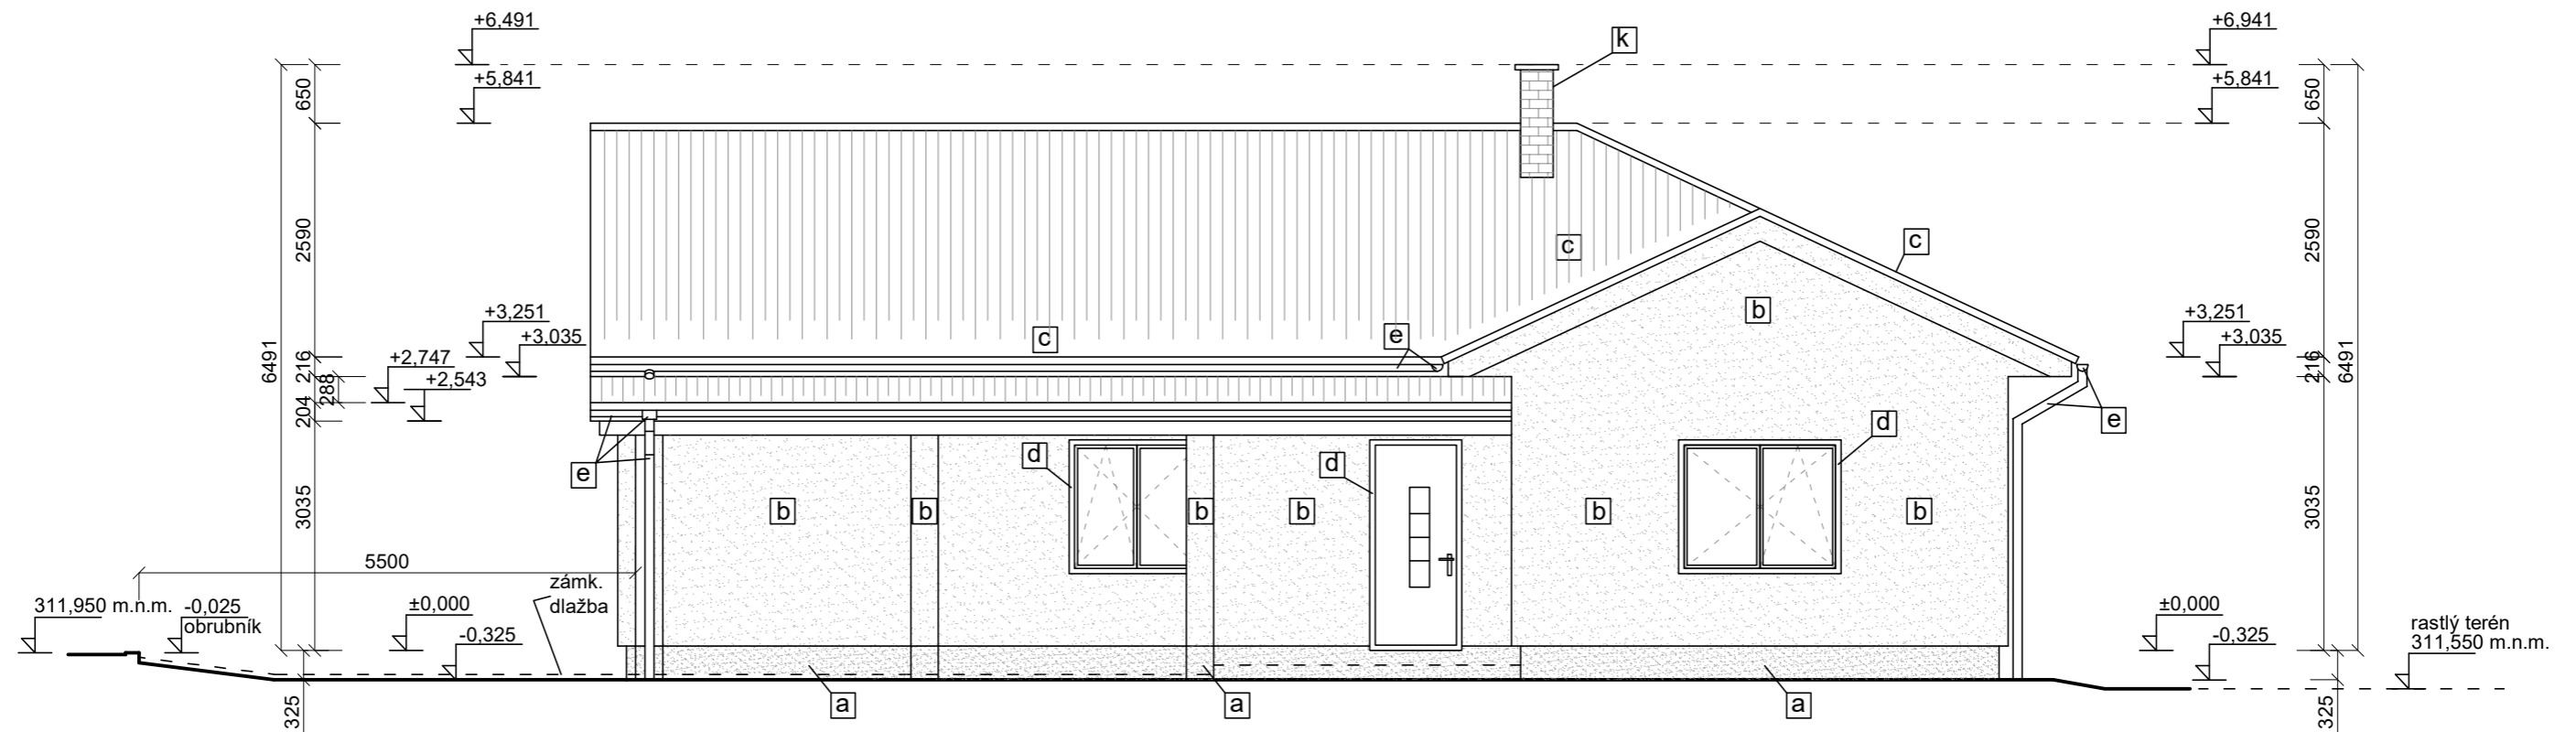 +6,491
+6,941
k
+5,841
+5,841
650
650
2590
2590
c
c
b
+3,251
+3,035
c
e
+3,251
+3,035
6491
216
288
204
+2,747
+2,543
216
6491
e
d
d
d
e
3035
b
b
b
b
b
b
3035
5500
zámk.
dlažba
311,950 m.n.m.
-0,025
obrubník
±0,000
-0,325
±0,000
-0,325
rastlý terén
311,550 m.n.m.
325
a
a
a
325